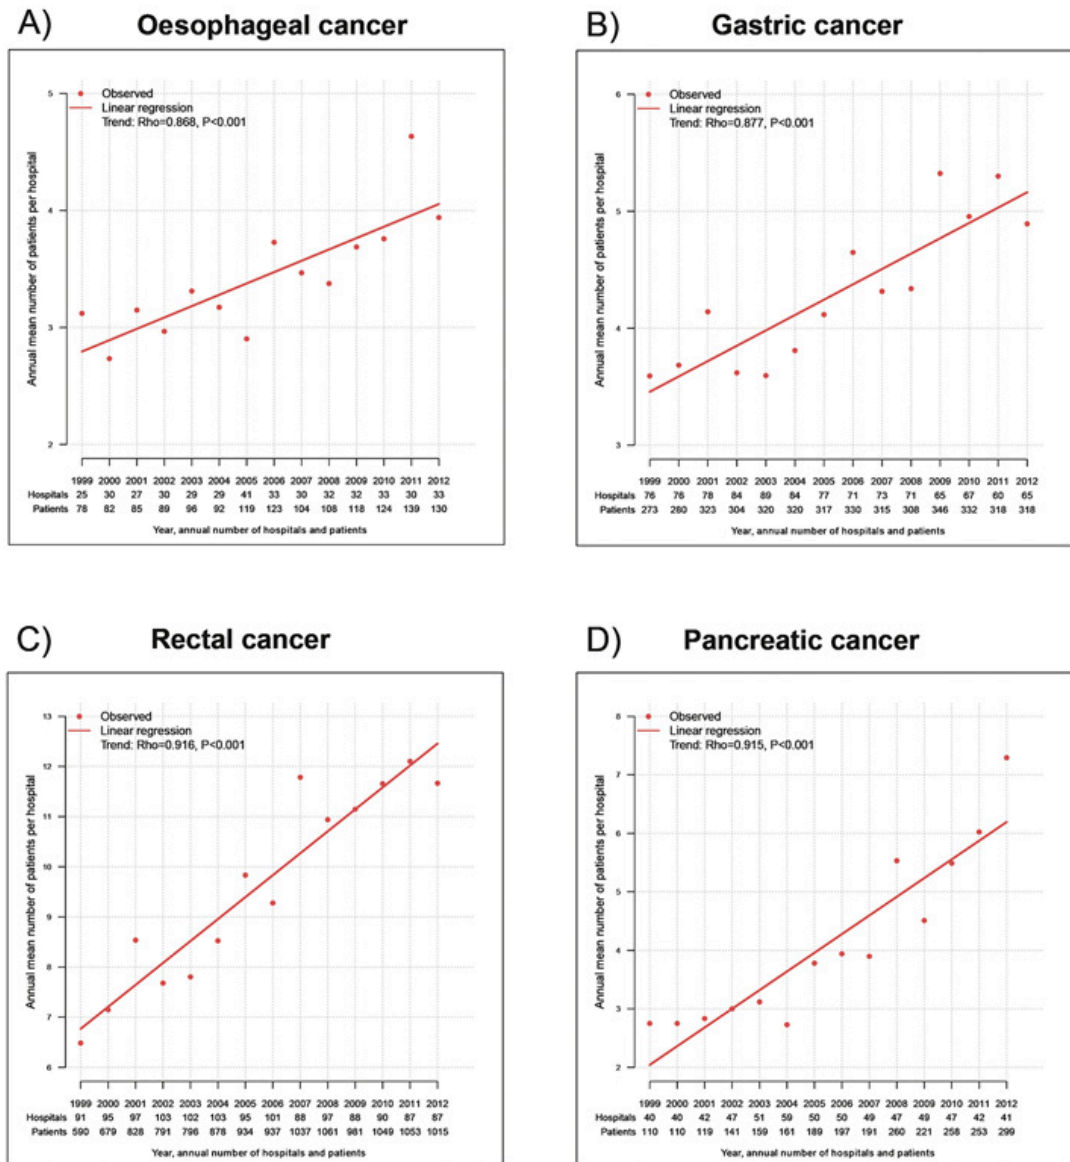 A) Oesophageal cancer
5
4
3
2
Annual mean number of patients per hospital
Observed
Linear regression
Trend: Rho=0.868, P<0.001
1999 2000 2001 2002 2003 2004 2005 2006 2007 2008 2009 2010 2011 2012
Hospitals 25 30 27 30 29 29 41 33 30 32 32 33 30 33
Patients 78 82 85 89 96 92 119 123 104 108 118 124 139 130
Year, annual number of hospitals and patients
B) Gastric cancer
6
5
4
3
Annual mean number of patients per hospital
Observed
Linear regression
Trend: Rho=0.877, P<0.001
1999 2000 2001 2002 2003 2004 2005 2006 2007 2008 2009 2010 2011 2012
Hospitals 76 76 78 84 89 84 77 71 73 71 65 67 60 65
Patients 273 280 323 304 320 320 317 330 315 308 346 332 318 318
Year, annual number of hospitals and patients
C) Rectal cancer
13
12
11
10
9
8
7
6
Annual mean number of patients per hospital
Observed
Linear regression
Trend: Rho=0.916, P<0.001
1999 2000 2001 2002 2003 2004 2005 2006 2007 2008 2009 2010 2011 2012
Hospitals 91 95 97 103 102 103 95 101 88 97 88 90 87 87
Patients 590 679 828 791 796 878 934 937 1037 1061 981 1049 1053 1015
Year, annual number of hospitals and patients
D) Pancreatic cancer
8
7
6
5
4
3
2
Annual mean number of patients per hospital
Observed
Linear regression
Trend: Rho=0.915, P<0.001
1999 2000 2001 2002 2003 2004 2005 2006 2007 2008 2009 2010 2011 2012
Hospitals 40 40 42 47 51 59 50 50 49 47 49 47 42 41
Patients 110 110 119 141 159 161 189 197 191 260 221 258 253 299
Year, annual number of hospitals and patients